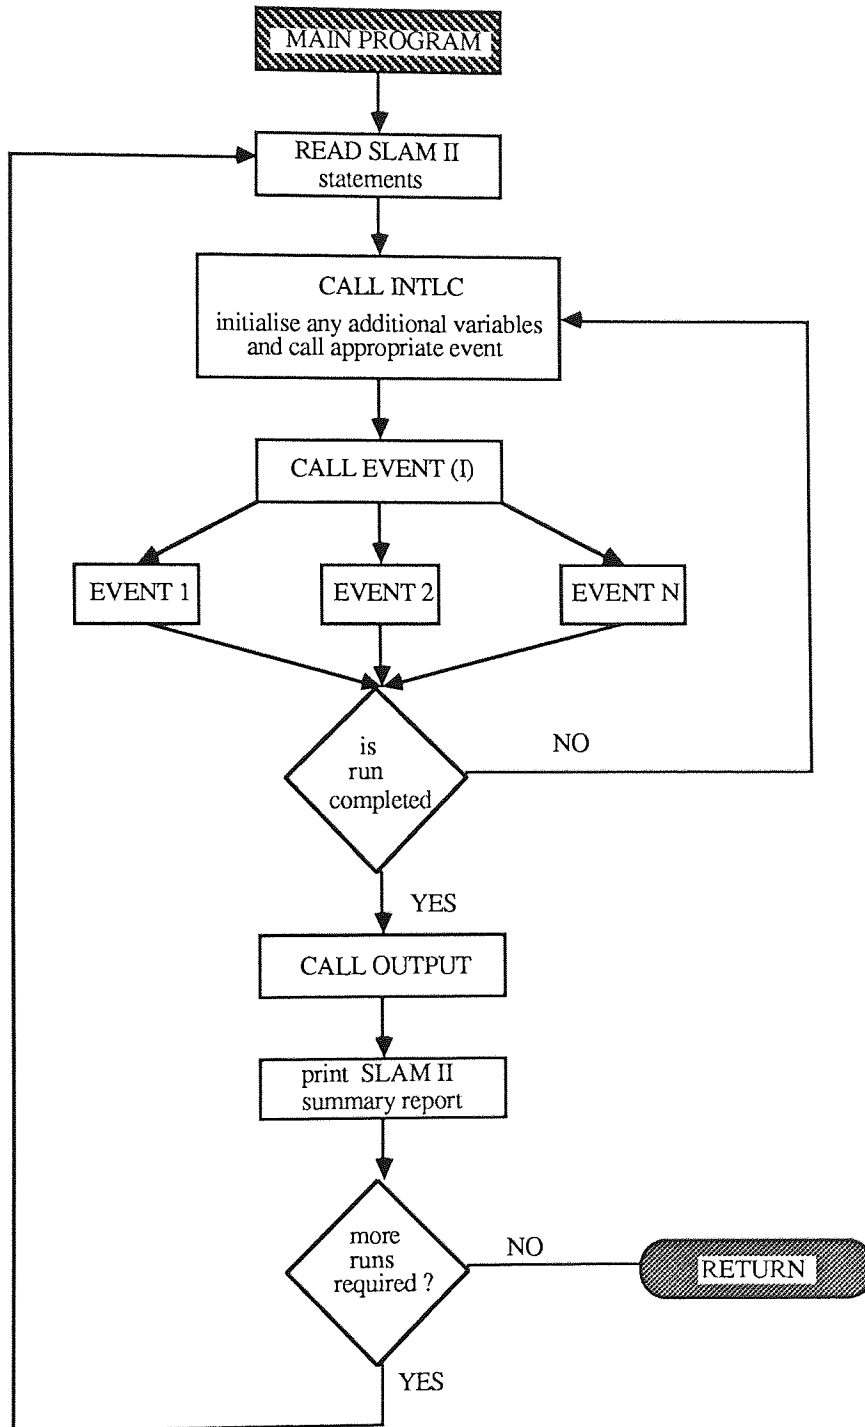 MAIN PROGRAM
READ SLAM II
statements
CALL INTLC
initialise any additional variables
and call appropriate event
CALL EVENT (I)
EVENT 1
EVENT 2
EVENT N
is
run
completed
NO
YES
CALL OUTPUT
print SLAM II
summary report
more
runs
required ?
NO
RETURN
YES